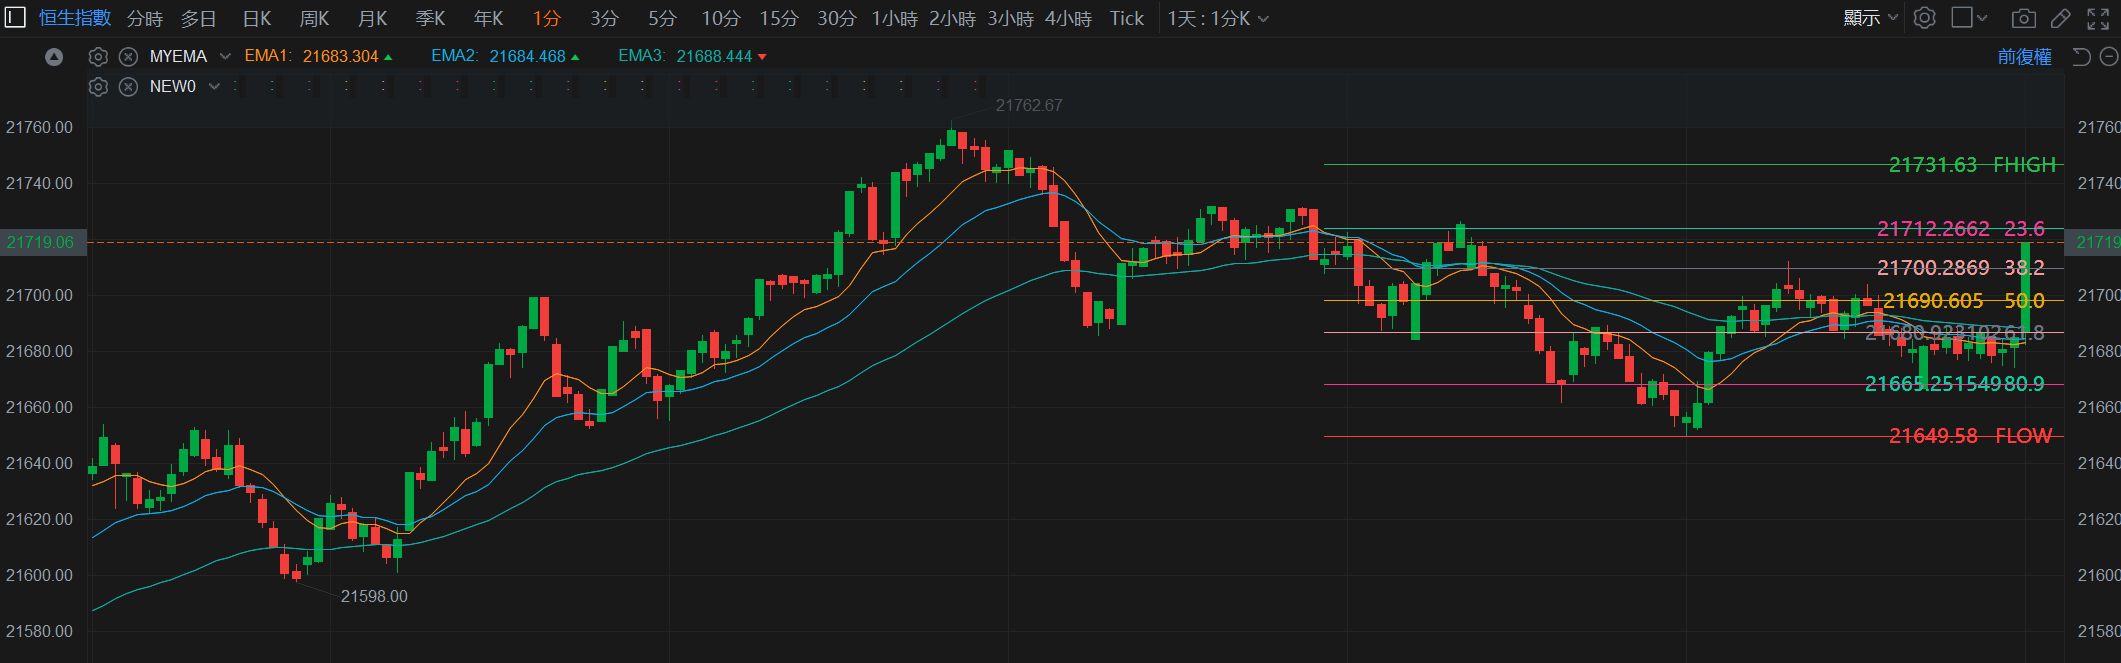 恒生指數 分時 多日 日K 周K 月K 季K 年K 1分 3分 5分 10分 15分 30分 1小時 2小時 3小時 4小時 Tick 1天 : 1分K 顯示
MYEMA EMA1: 21683.304 EMA2: 21684.468 EMA3: 21688.444 前復權
NEW0 : : : : : : : : : : : : : : : : : : : : :
21762.67
21760.00 21760
21731.63 FHIGH
21740.00 21740
21712.2662 23.6
21719.06 21719
21700.2869 38.2
21700.00 21690.605 50.0 21700
21680.92310261.8
21680.00 21680
21665.25154980.9
21660.00 21660
21649.58 FLOW
21640.00 21640
21620.00 21620
21600.00 21600
21598.00
21580.00 21580